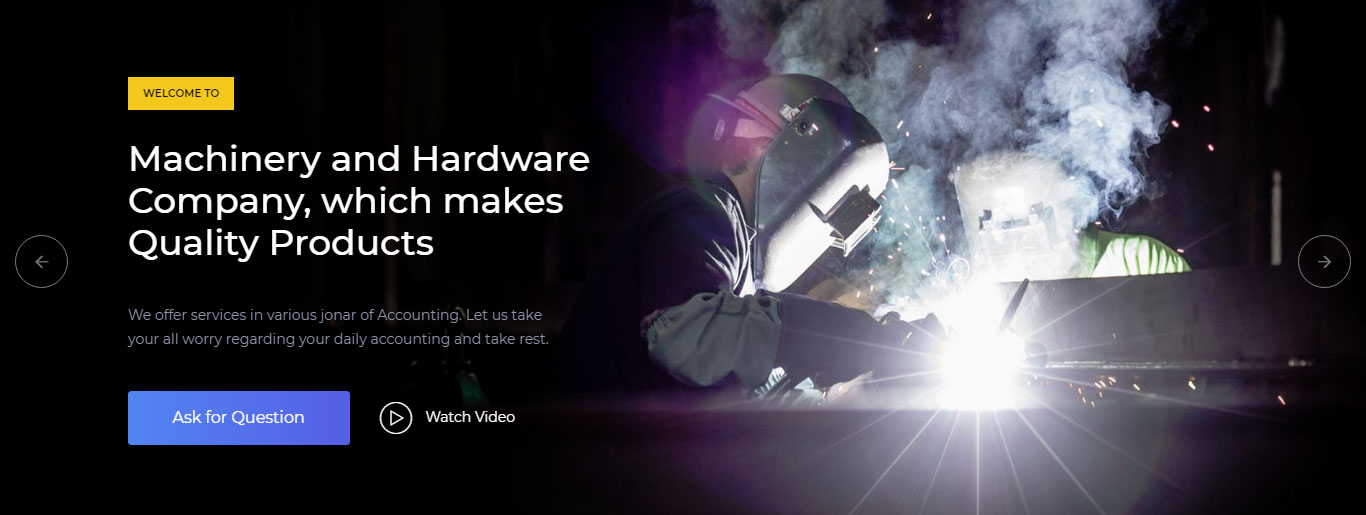 WELCOME TO
Machinery and Hardware
Company, which makes
Quality Products
We offer services in various jonar of Accounting. Let us take
your all worry regarding your daily accounting and take rest.
Ask for Question
Watch Video